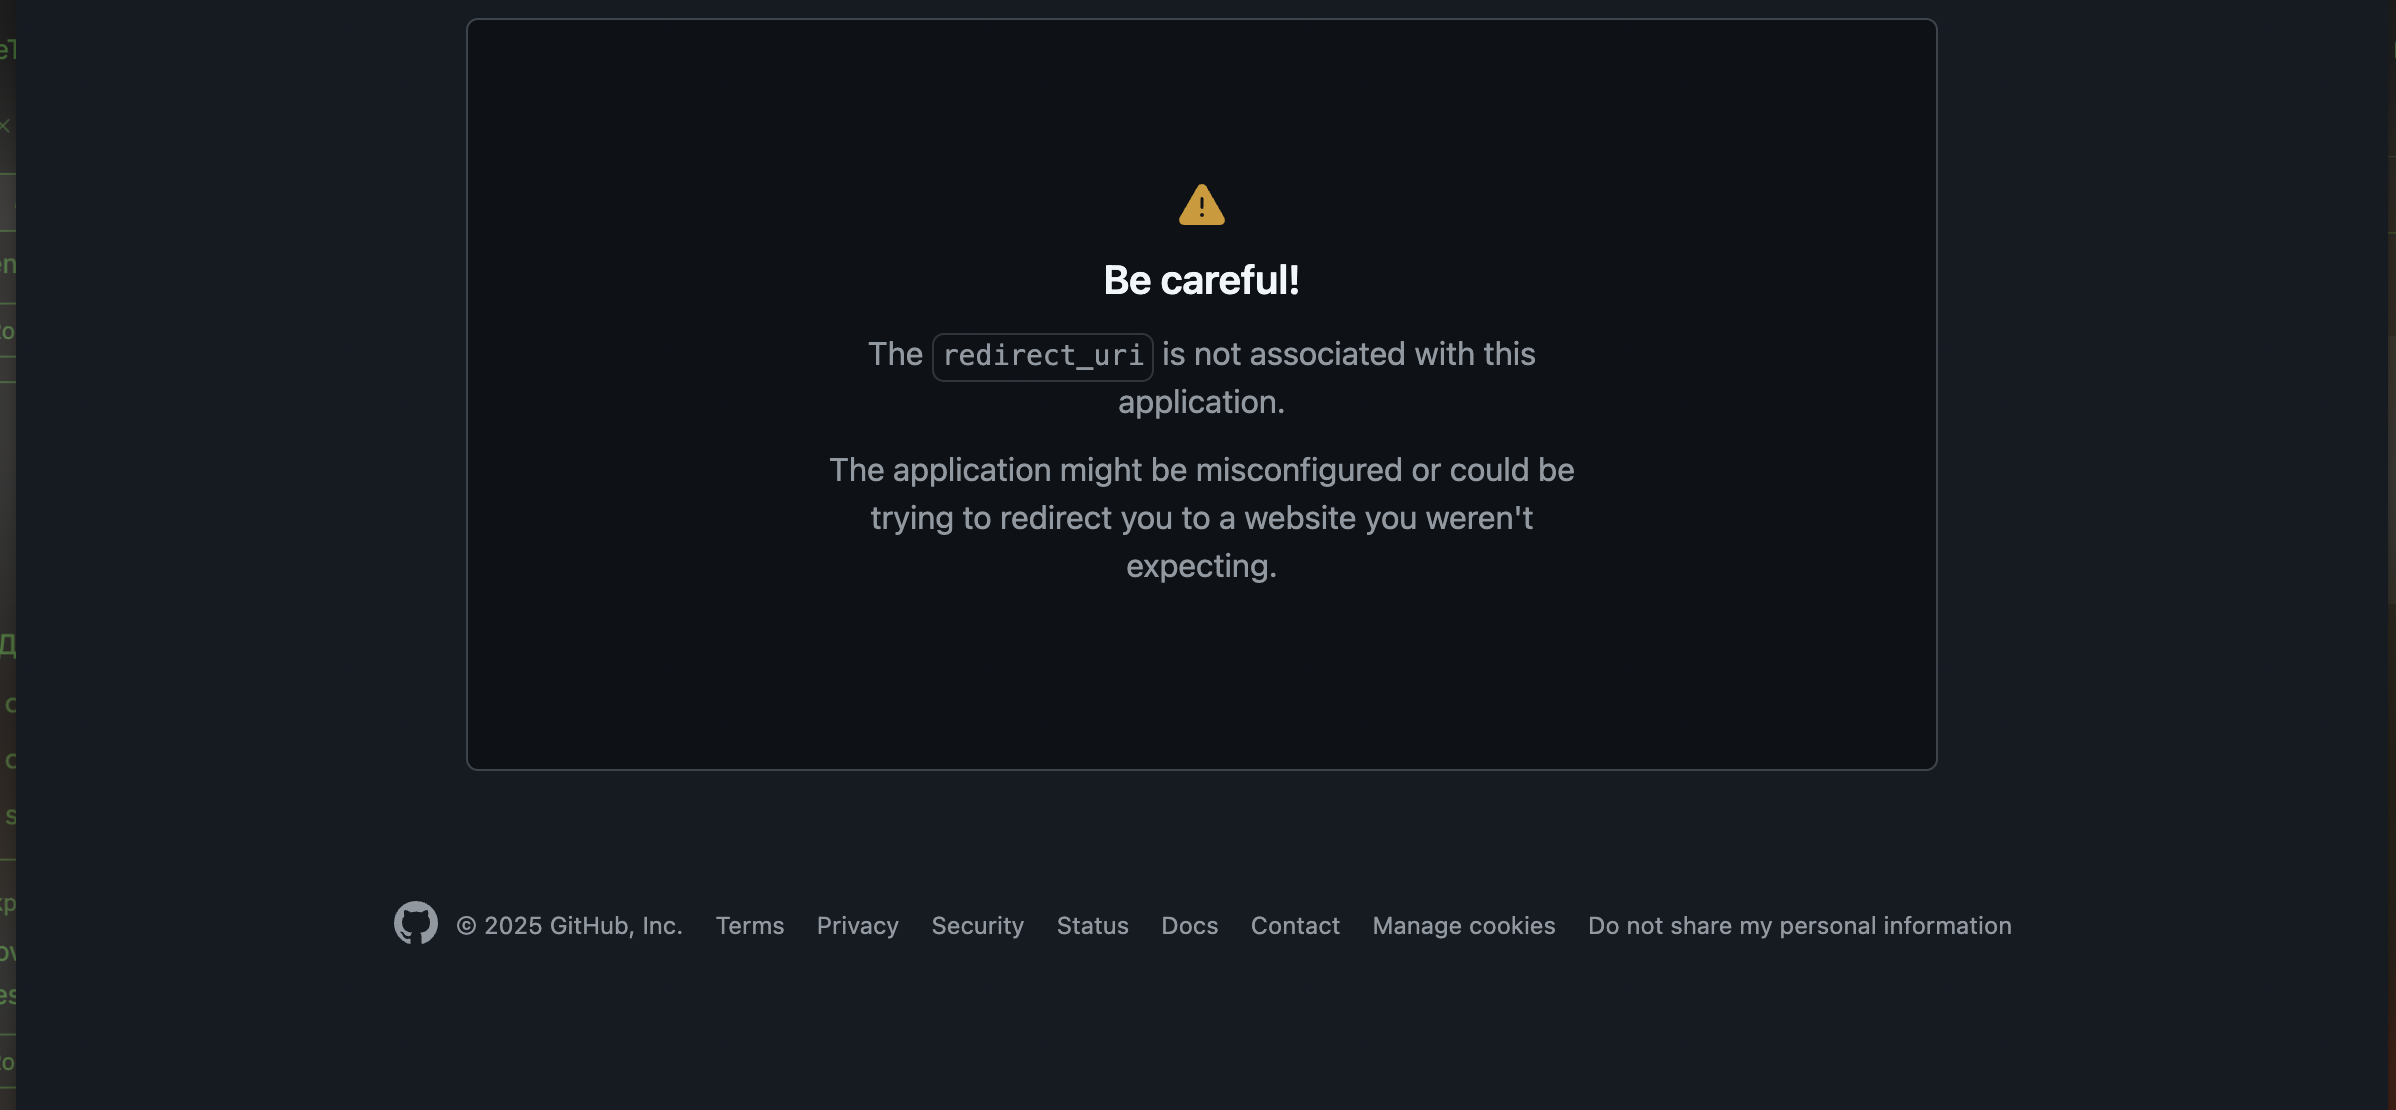 Be careful!
The redirect_uri is not associated with this
application.
The application might be misconfigured or could be
trying to redirect you to a website you weren't
expecting.
© 2025 GitHub, Inc. Terms Privacy Security Status Docs Contact Manage cookies Do not share my personal information